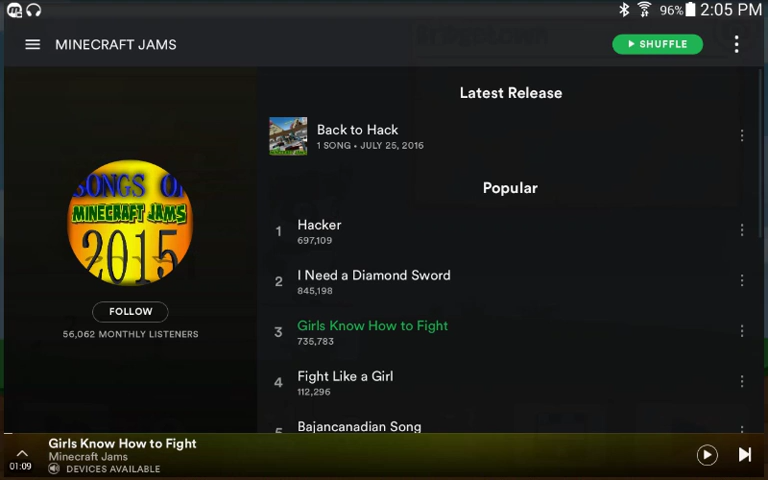 96% 2:05 PM
MINECRAFT JAMS
SHUFFLE
SONGS OF
MINECRAFT JAMS
2015
FOLLOW
56,062 MONTHLY LISTENERS
Latest Release
Back to Hack
1 SONG • JULY 25, 2016
Popular
1 Hacker
697,109
2 I Need a Diamond Sword
845,198
3 Girls Know How to Fight
735,783
4 Fight Like a Girl
112,296
5 Bajancanadian Song
01:09
Girls Know How to Fight
Minecraft Jams
DEVICES AVAILABLE